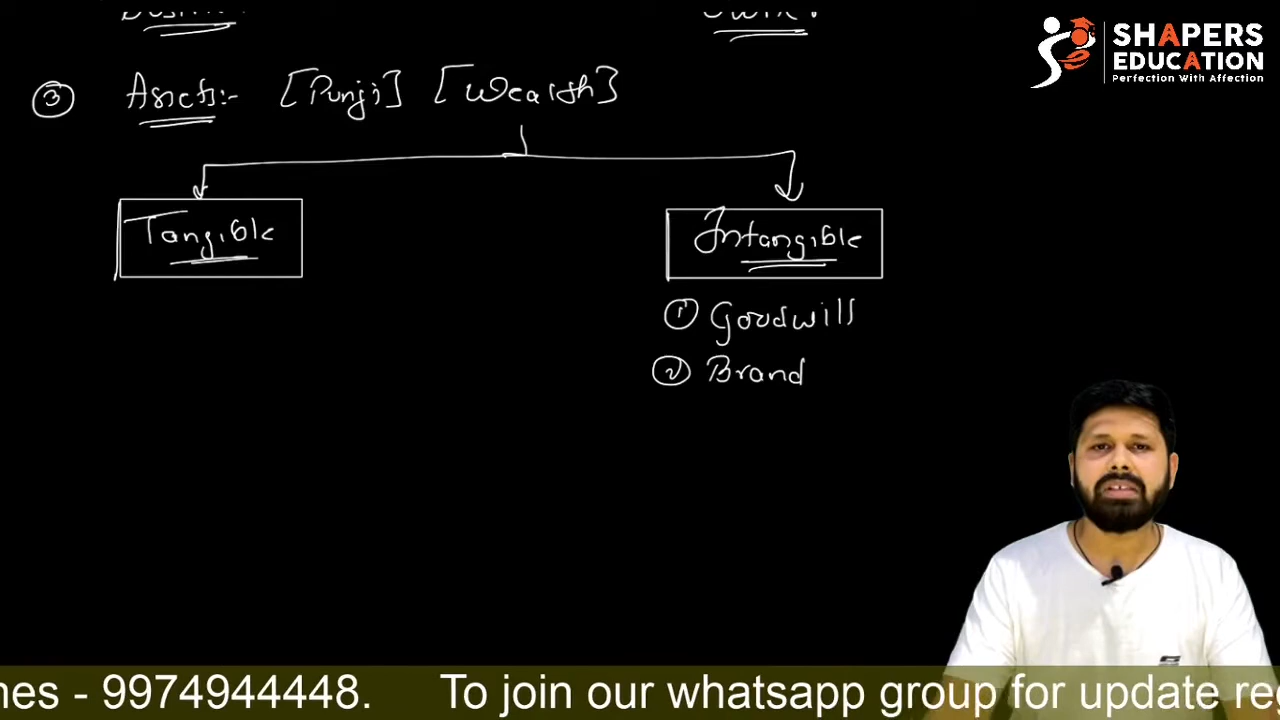 SHAPERS
EDUCATION
Perfection With Affection
③ Assets:- [Punji] [Wealth]
Tangible
Intangible
① Goodwill
② Brand
nes - 9974944448. To join our whatsapp group for update reg